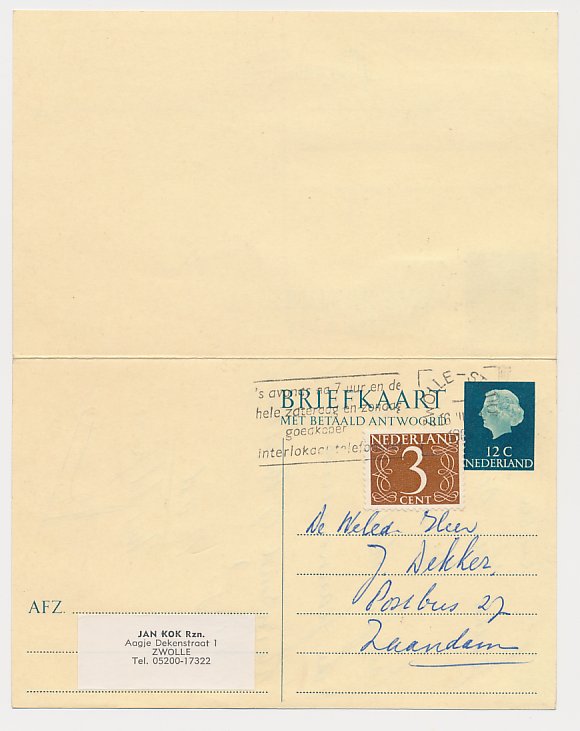 's avonds na 7 uur en de
hele zaterdag en zondag
goedkoper
interlokaal telefoneren
ZWOLLE-S
BRIEFKAART
MET BETAALD ANTWOORD
12 C
NEDERLAND
NEDERLAND
3
CENT
De Weled. Heer
J. Dekker,
Postbus 27
Zaandam
AFZ.
JAN KOK Rzn.
Aagje Dekenstraat 1
ZWOLLE
Tel. 05200-17322